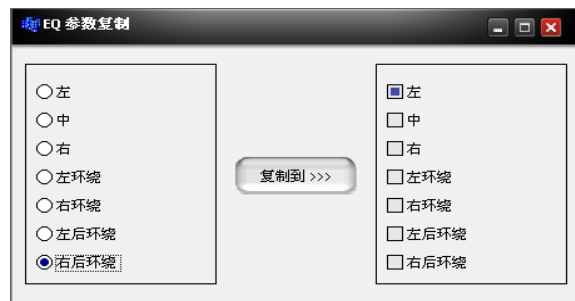 EQ 参数复制
左
中
右
左环绕
右环绕
左后环绕
右后环绕
复制到 >>>
左
中
右
左环绕
右环绕
左后环绕
右后环绕